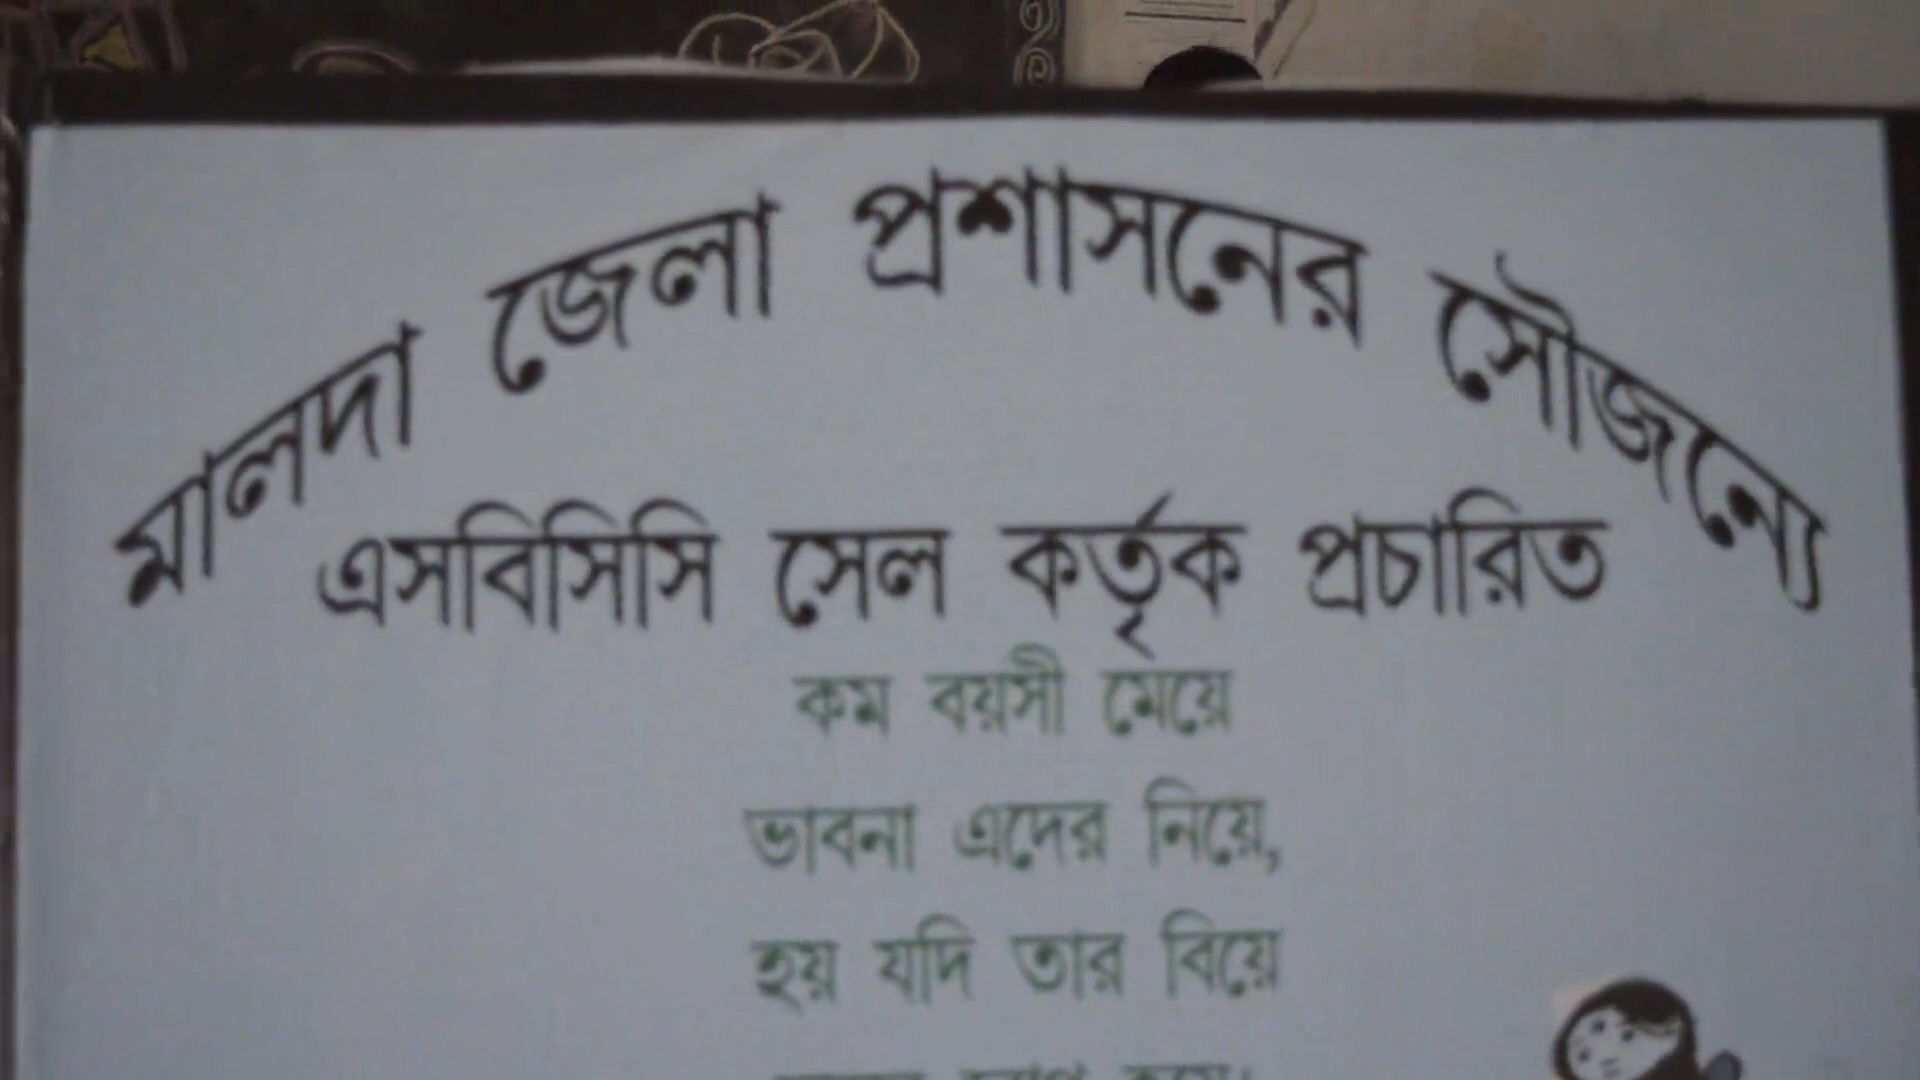 মালদা জেলা প্রশাসনের সৌজন্যে
এসবিসিসি সেল কর্তৃক প্রচারিত
কম বয়সী মেয়ে
ভাবনা এদের নিয়ে,
হয় যদি তার বিয়ে